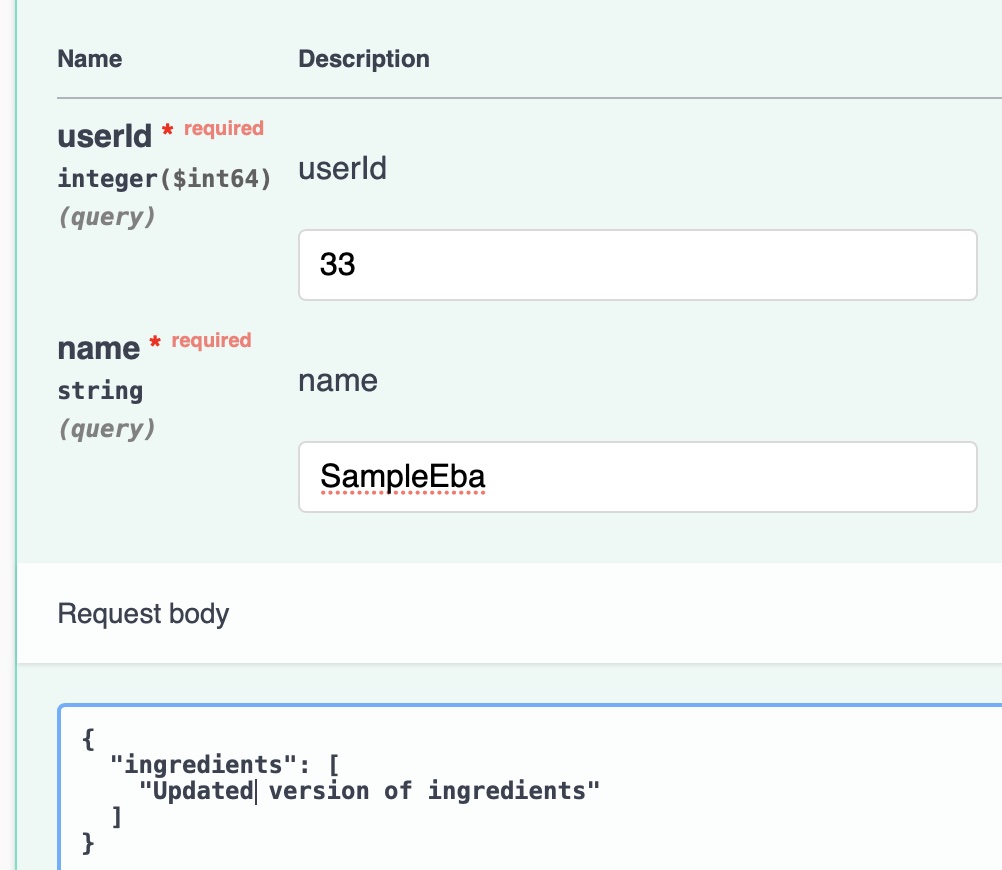 Name Description
userId * required
integer($int64) userId
(query)
33
name * required
string name
(query)
SampleEba
Request body
{
"ingredients": [
"Updated version of ingredients"
]
}